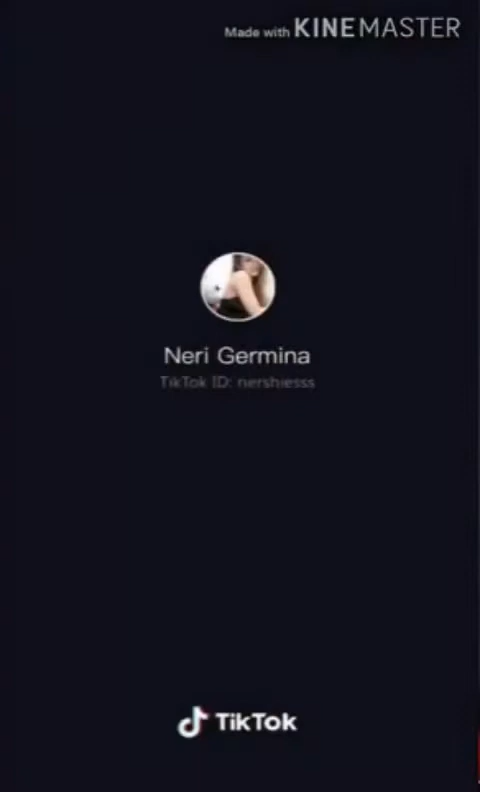 Made with KINEMASTER
Neri Germina
TikTok ID: nershiesss
TikTok